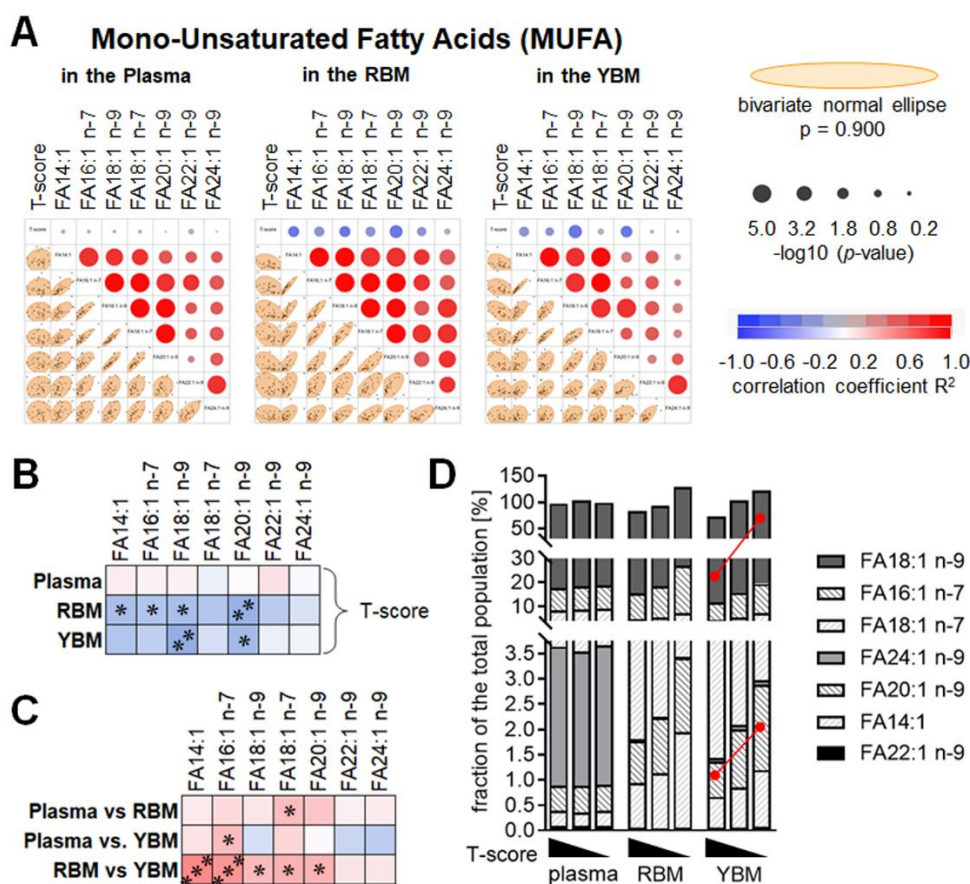 A
Mono-Unsaturated Fatty Acids (MUFA)
in the Plasma
in the RBM
in the YBM
T-score
FA14:1
FA16:1 n-7
FA18:1 n-9
FA18:1 n-7
FA20:1 n-9
FA22:1 n-9
FA24:1 n-9
T-score
FA14:1
FA16:1 n-7
FA18:1 n-9
FA18:1 n-7
FA20:1 n-9
FA22:1 n-9
FA24:1 n-9
T-score
FA14:1
FA16:1 n-7
FA18:1 n-9
FA18:1 n-7
FA20:1 n-9
FA22:1 n-9
FA24:1 n-9
bivariate normal ellipse
p = 0.900
5.0 3.2 1.8 0.8 0.2
-log10 (p-value)
-1.0 -0.6 -0.2 0.2 0.6 1.0
correlation coefficient R²
B
FA14:1
FA16:1 n-7
FA18:1 n-9
FA18:1 n-7
FA20:1 n-9
FA22:1 n-9
FA24:1 n-9
Plasma
RBM * * * **
YBM ** *
T-score
C
FA14:1
FA16:1 n-7
FA18:1 n-9
FA18:1 n-7
FA20:1 n-9
FA22:1 n-9
FA24:1 n-9
Plasma vs RBM *
Plasma vs. YBM *
RBM vs YBM *** *** * * *
D
fraction of the total population [%]
150
100
50
30
20
10
3.5
3.0
2.5
2.0
1.5
1.0
0.5
0.0
T-score
plasma RBM YBM
FA18:1 n-9
FA16:1 n-7
FA18:1 n-7
FA24:1 n-9
FA20:1 n-9
FA14:1
FA22:1 n-9